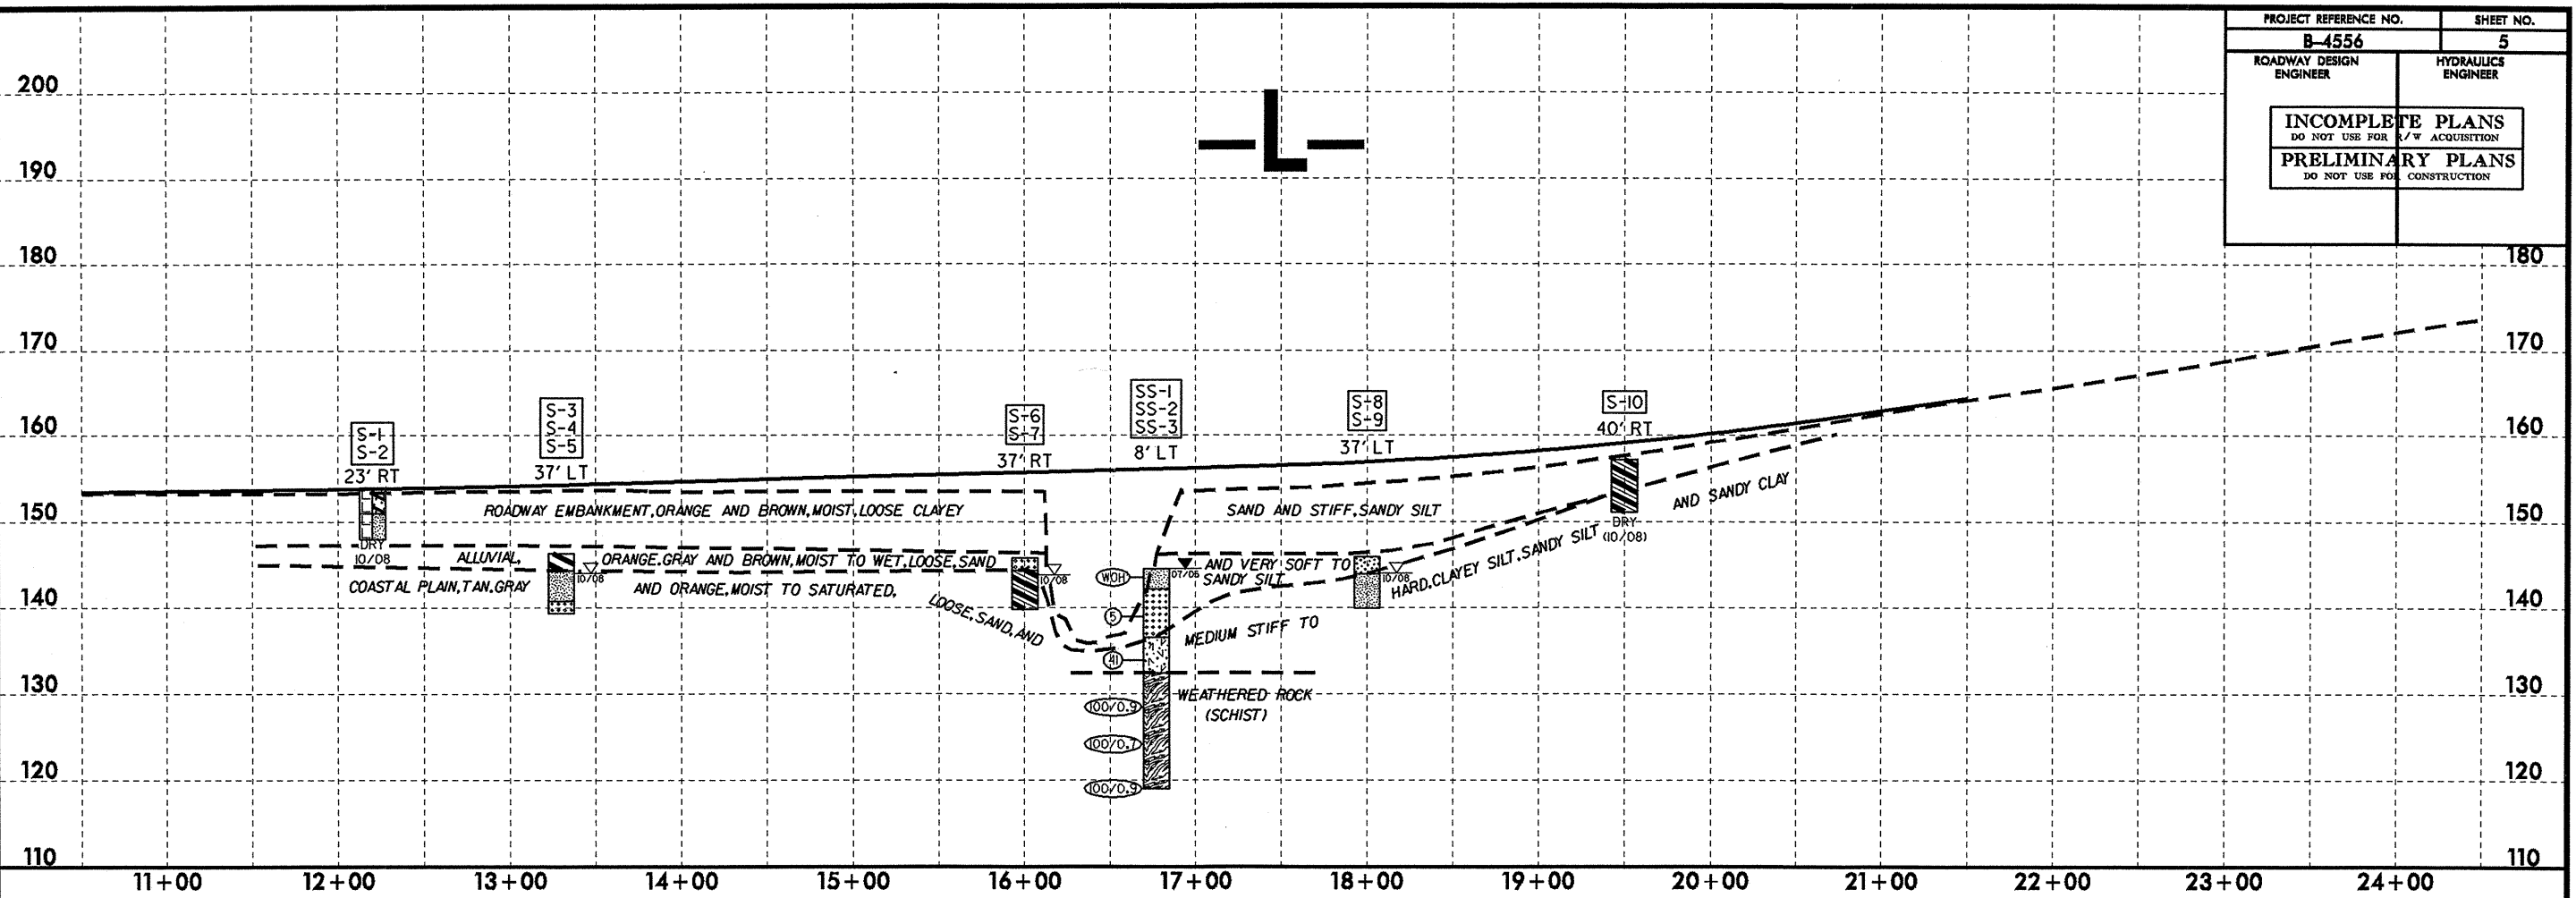 PROJECT REFERENCE NO.
SHEET NO.
B-4556
5
ROADWAY DESIGN
ENGINEER
HYDRAULICS
ENGINEER
INCOMPLETE PLANS
DO NOT USE FOR R/W ACQUISITION
PRELIMINARY PLANS
DO NOT USE FOR CONSTRUCTION
L
200
190
180
180
170
170
160
160
150
150
140
140
130
130
120
120
110
110
S-1
S-2
23' RT
S-3
S-4
S-5
37' LT
S-6
S-7
37' RT
SS-1
SS-2
SS-3
8' LT
S-8
S-9
37' LT
S-10
40' RT
ROADWAY EMBANKMENT, ORANGE AND BROWN, MOIST, LOOSE CLAYEY
SAND AND STIFF, SANDY SILT
DRY
10/08
ALLUVIAL,
ORANGE, GRAY AND BROWN, MOIST TO WET, LOOSE, SAND
AND VERY SOFT TO
SANDY SILT
COASTAL PLAIN, TAN, GRAY
AND ORANGE, MOIST TO SATURATED,
LOOSE, SAND, AND
MEDIUM STIFF TO
HARD, CLAYEY SILT, SANDY SILT
AND SANDY CLAY
10/08
10/08
10/08
DRY
(10/08)
WOH
5
41
100/0.9
100/0.7
100/0.9
WEATHERED ROCK
(SCHIST)
11+00
12+00
13+00
14+00
15+00
16+00
17+00
18+00
19+00
20+00
21+00
22+00
23+00
24+00